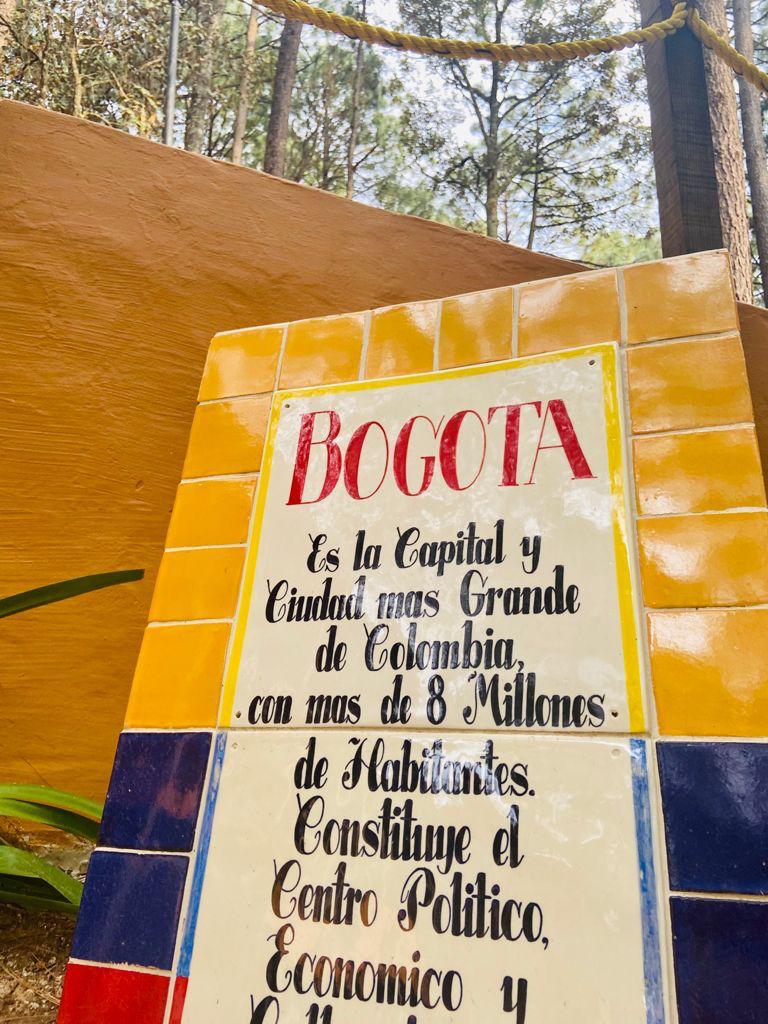 BOGOTA
Es la Capital y
Ciudad mas Grande
de Colombia,
con mas de 8 Millones
de Habitantes.
Constituye el
Centro Politico,
Economico y